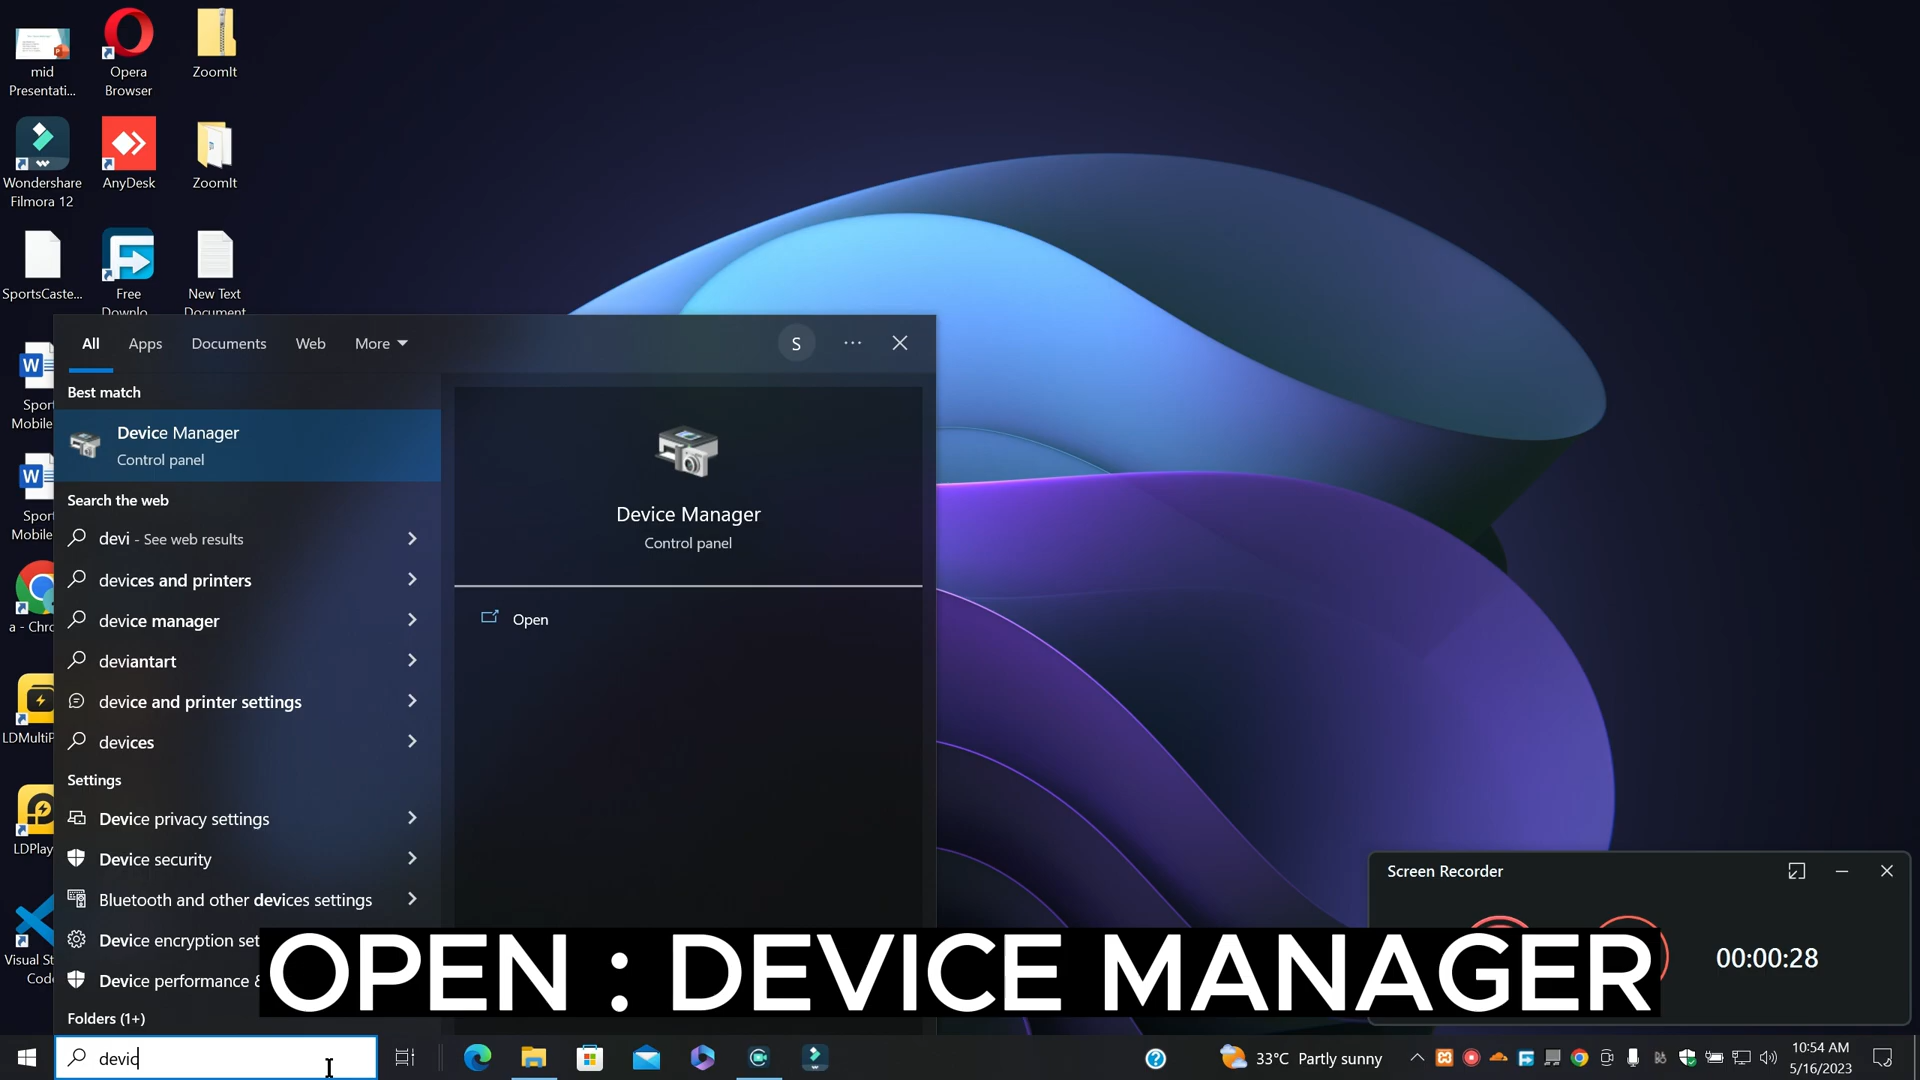 mid
Presentati...
Opera
Browser
ZoomIt
Wondershare
Filmora 12
AnyDesk
ZoomIt
SportsCaste...
Free
Downlo
New Text
Document
Spor
Mobile
Spor
Mobile
a - Chro
LDMultiP
LDPlay
Visual St
Code
All
Apps
Documents
Web
More
S
Best match
Device Manager
Control panel
Search the web
devi - See web results
devices and printers
device manager
deviantart
device and printer settings
devices
Settings
Device privacy settings
Device security
Bluetooth and other devices settings
Device encryption set
Device performance &
Folders (1+)
Device Manager
Control panel
Open
Screen Recorder
00:00:28
OPEN : DEVICE MANAGER
devic
33°C Partly sunny
10:54 AM
5/16/2023